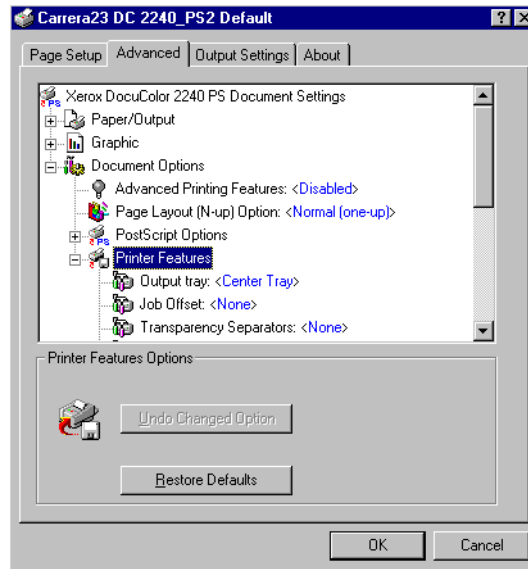 Carrera23 DC 2240_PS2 Default
Page Setup Advanced Output Settings About
Xerox DocuColor 2240 PS Document Settings
Paper/Output
Graphic
Document Options
Advanced Printing Features: <Disabled>
Page Layout (N-up) Option: <Normal (one-up)>
PostScript Options
Printer Features
Output tray: <Center Tray>
Job Offset: <None>
Transparency Separators: <None>
Printer Features Options
Undo Changed Option
Restore Defaults
OK Cancel